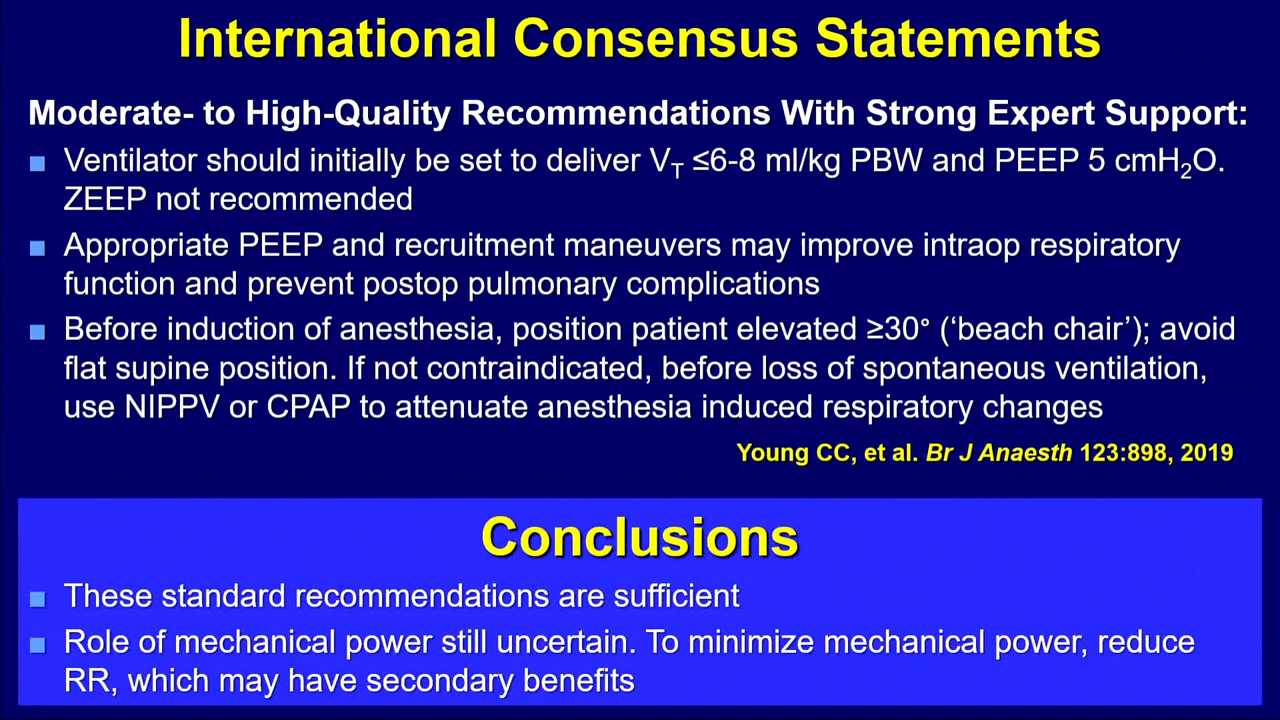 International Consensus Statements
Moderate- to High-Quality Recommendations With Strong Expert Support:
Ventilator should initially be set to deliver VT ≤6-8 ml/kg PBW and PEEP 5 cmH2O.
ZEEP not recommended
Appropriate PEEP and recruitment maneuvers may improve intraop respiratory
function and prevent postop pulmonary complications
Before induction of anesthesia, position patient elevated ≥30° (‘beach chair’); avoid
flat supine position. If not contraindicated, before loss of spontaneous ventilation,
use NIPPV or CPAP to attenuate anesthesia induced respiratory changes
Young CC, et al. Br J Anaesth 123:898, 2019
Conclusions
These standard recommendations are sufficient
Role of mechanical power still uncertain. To minimize mechanical power, reduce
RR, which may have secondary benefits